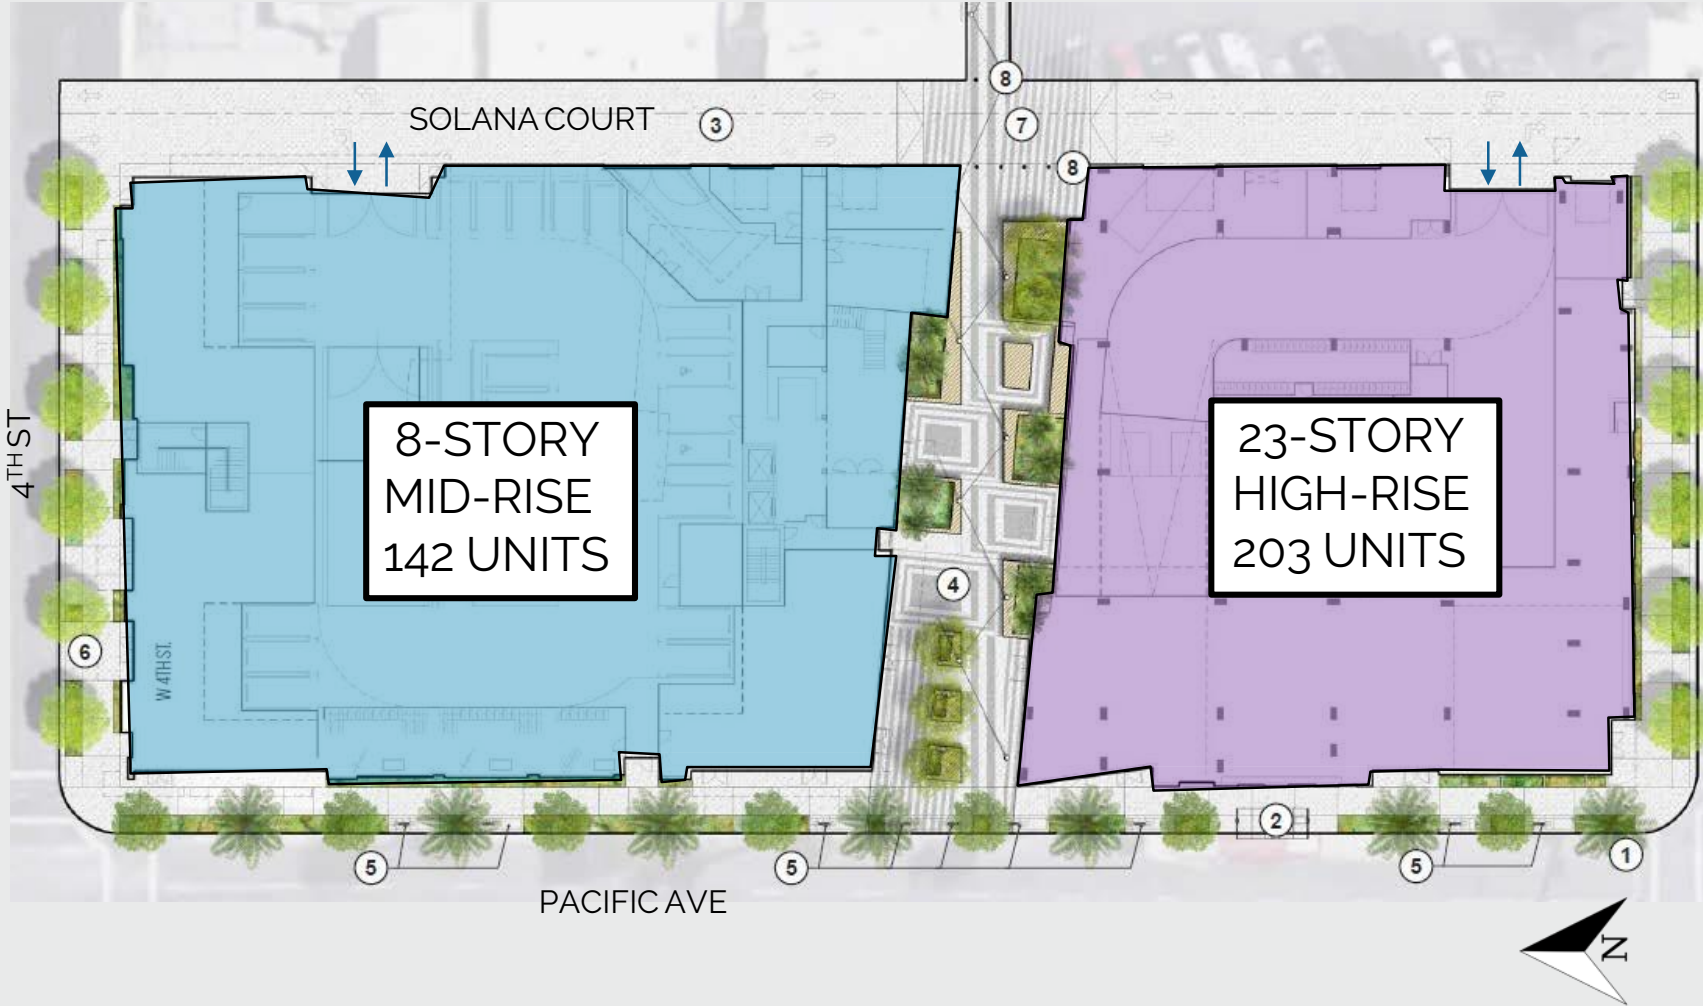 8
SOLANA COURT
3
7
8
4TH ST
8-STORY
MID-RISE
142 UNITS
23-STORY
HIGH-RISE
203 UNITS
4
6
W 4TH ST.
2
5
5
5
1
PACIFIC AVE
N